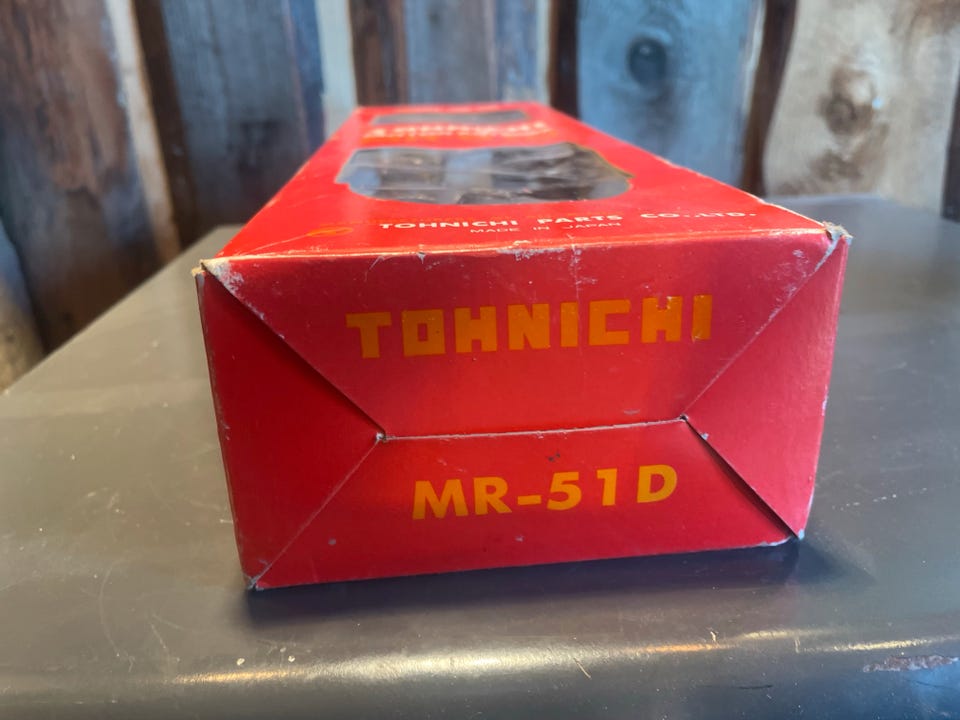 TOHNICHI PARTS CO.,LTD.
MADE IN JAPAN
TOHNICHI
MR-51D